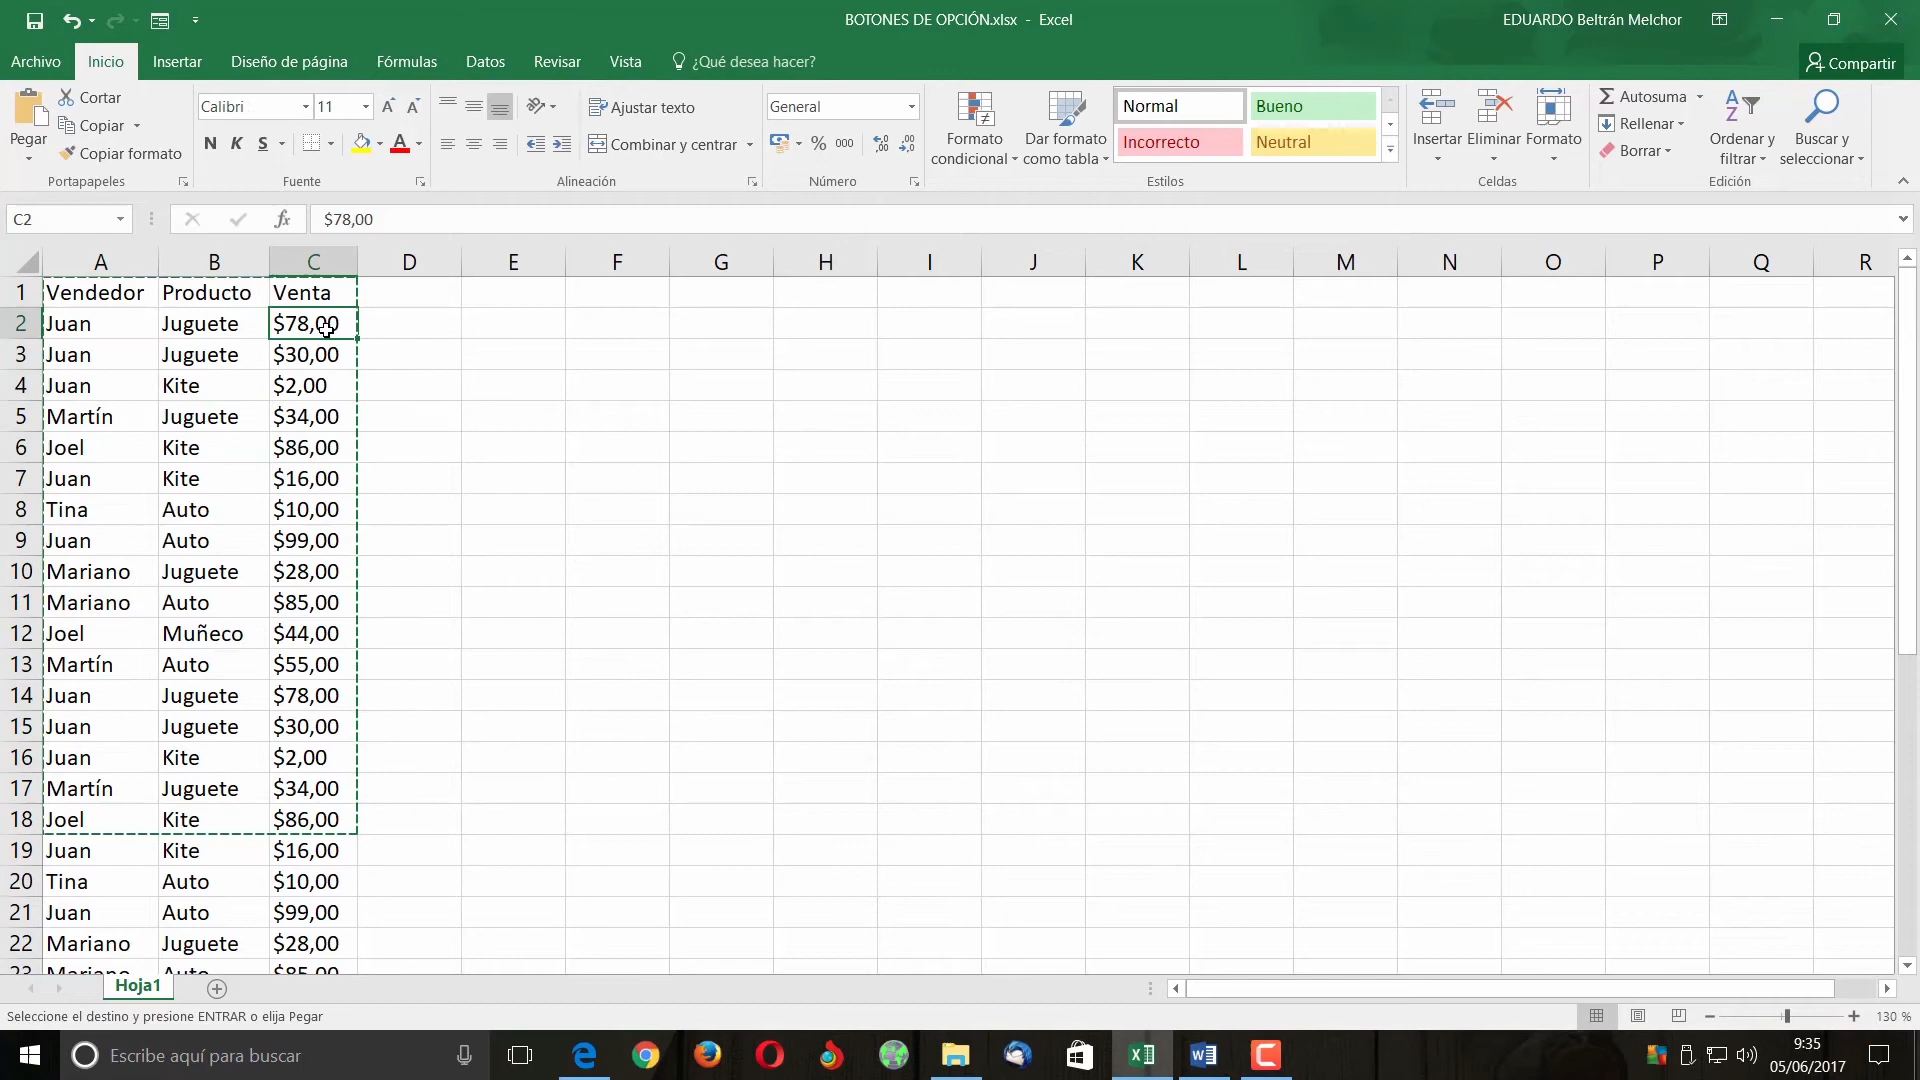 BOTONES DE OPCIÓN.xlsx - Excel
EDUARDO Beltrán Melchor
Archivo Inicio Insertar Diseño de página Fórmulas Datos Revisar Vista ¿Qué desea hacer? Compartir
Pegar
Cortar
Copiar
Copiar formato
Portapapeles
Calibri 11
N K S
Fuente
Ajustar texto
Combinar y centrar
Alineación
General
% 000
Número
Formato condicional
Dar formato como tabla
Normal Bueno
Incorrecto Neutral
Estilos
Insertar Eliminar Formato
Celdas
Autosuma
Rellenar
Borrar
Ordenar y filtrar
Buscar y seleccionar
Edición
C2 fx $78,00
A B C D E F G H I J K L M N O P Q R
1 Vendedor Producto Venta
2 Juan Juguete $78,00
3 Juan Juguete $30,00
4 Juan Kite $2,00
5 Martín Juguete $34,00
6 Joel Kite $86,00
7 Juan Kite $16,00
8 Tina Auto $10,00
9 Juan Auto $99,00
10 Mariano Juguete $28,00
11 Mariano Auto $85,00
12 Joel Muñeco $44,00
13 Martín Auto $55,00
14 Juan Juguete $78,00
15 Juan Juguete $30,00
16 Juan Kite $2,00
17 Martín Juguete $34,00
18 Joel Kite $86,00
19 Juan Kite $16,00
20 Tina Auto $10,00
21 Juan Auto $99,00
22 Mariano Juguete $28,00
23 Mariano Auto $85,00
Hoja1
Seleccione el destino y presione ENTRAR o elija Pegar
130 %
Escribe aquí para buscar
9:35
05/06/2017